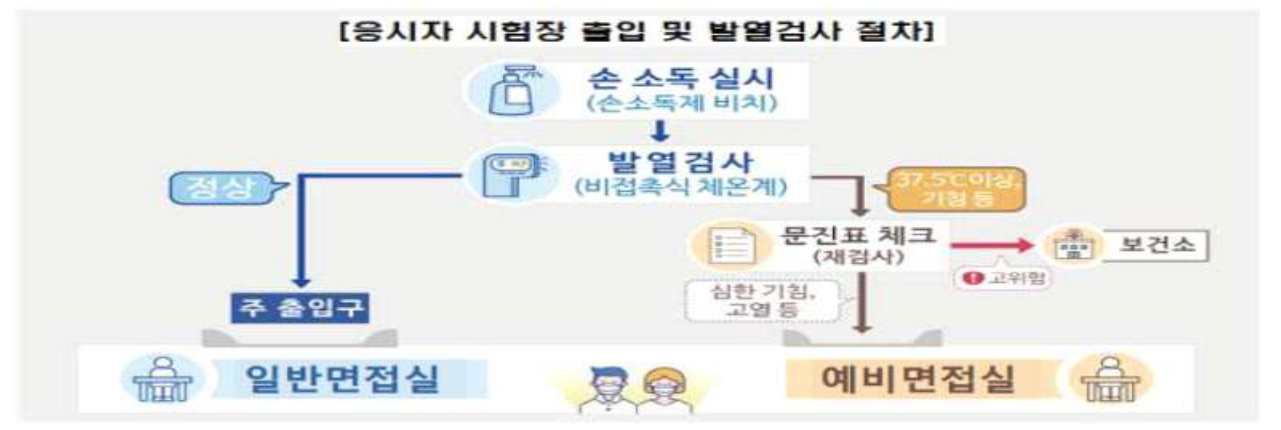 [응시자 시험장 출입 및 발열검사 절차]
손 소독 실시
(손소독제 비치)
발열검사
(비접촉식 체온계)
정상
37.5℃이상,
기침 등
문진표 체크
(재검사)
보건소
고위험
심한 기침,
고열 등
주 출입구
일반면접실
예비면접실